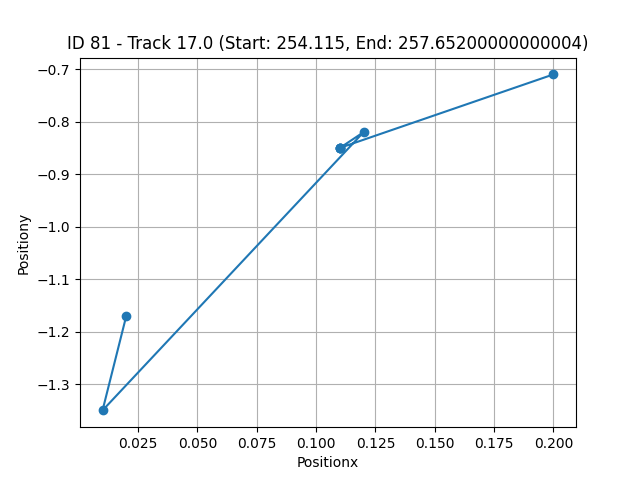 ID 81 - Track 17.0 (Start: 254.115, End: 257.65200000000004)
−0.7
−0.8
−0.9
−1.0
−1.1
−1.2
−1.3
Positiony
0.025 0.050 0.075 0.100 0.125 0.150 0.175 0.200
Positionx